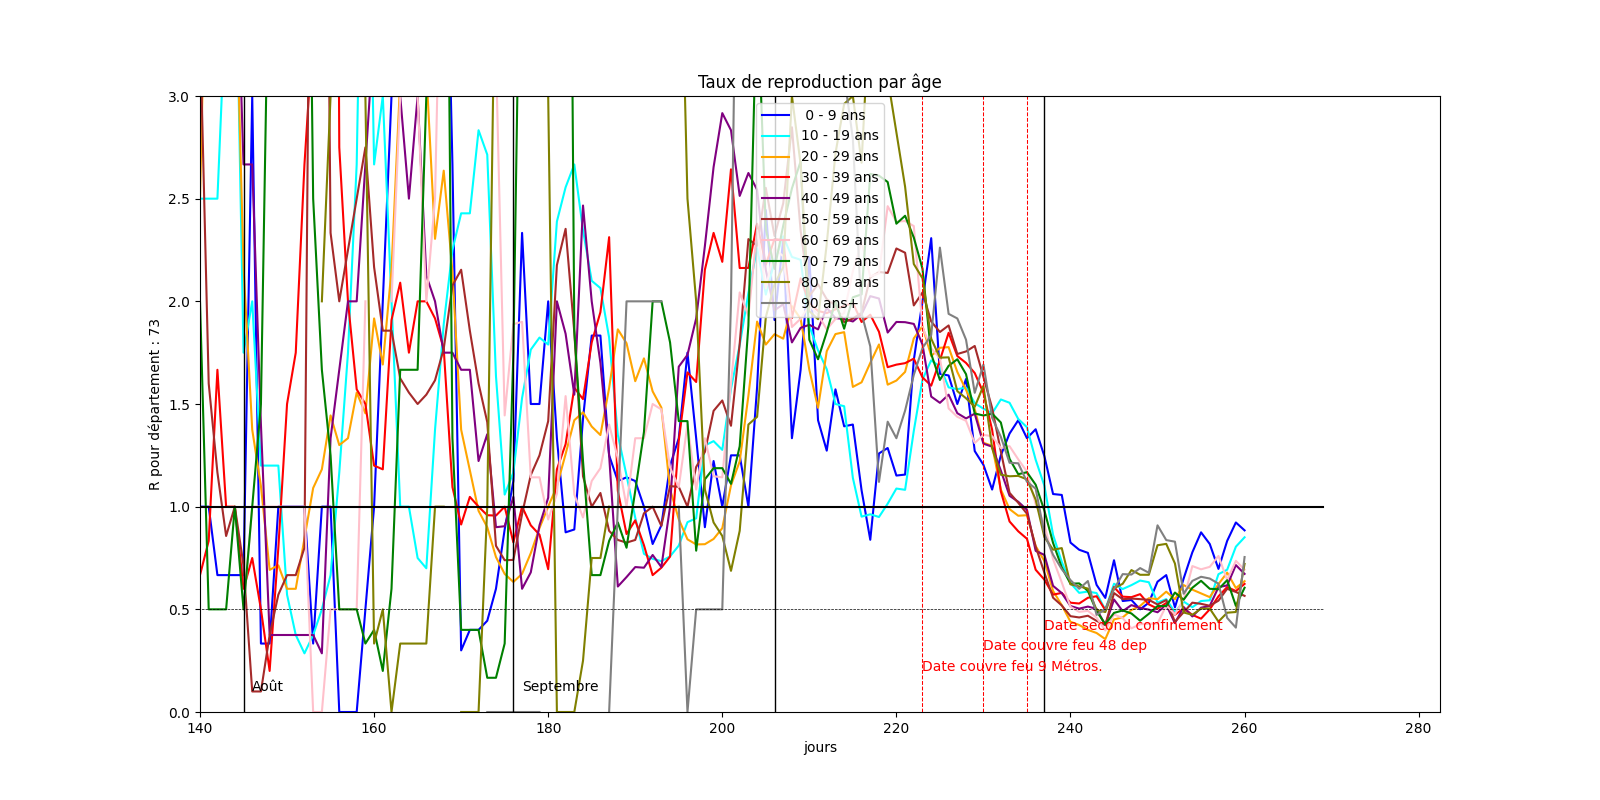 Taux de reproduction par âge
R pour département : 73
3.0
2.5
2.0
1.5
1.0
0.5
0.0
0 - 9 ans
10 - 19 ans
20 - 29 ans
30 - 39 ans
40 - 49 ans
50 - 59 ans
60 - 69 ans
70 - 79 ans
80 - 89 ans
90 ans+
Date second confinement
Date couvre feu 48 dep
Date couvre feu 9 Métros.
Août
Septembre
140
160
180
200
220
240
260
280
jours